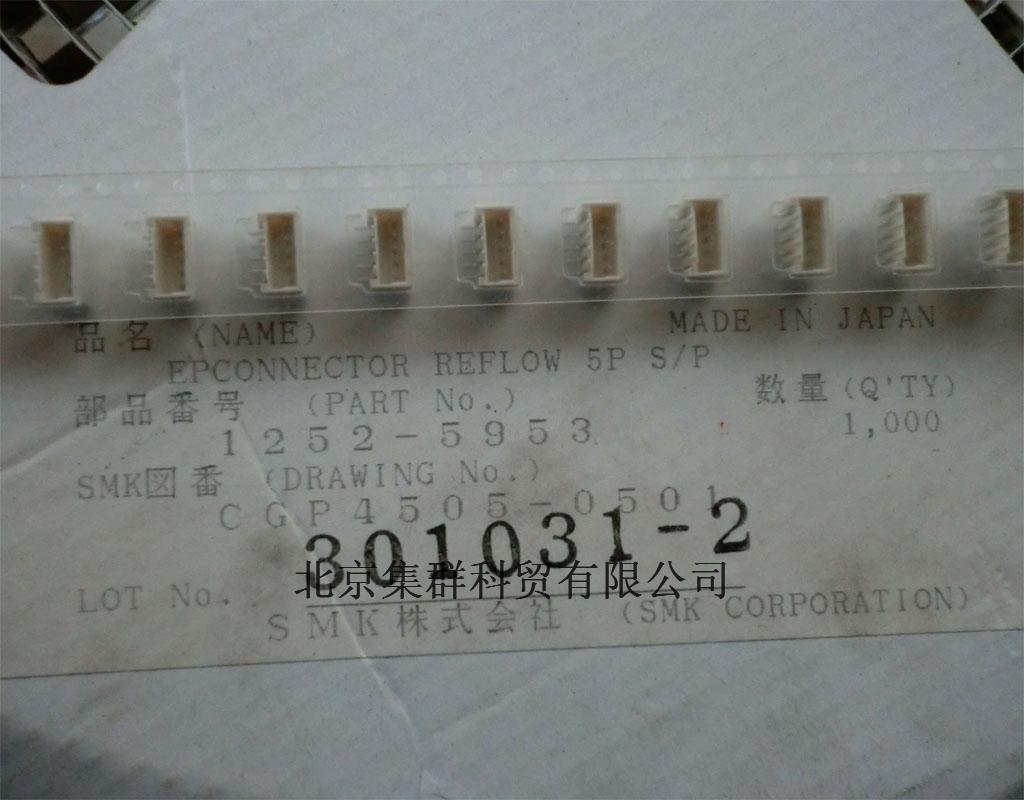 品名 (NAME)
MADE IN JAPAN
EPCONNECTOR REFLOW 5P S/P
部品番号 (PART No.)
数量(Q'TY)
1252-5953
1,000
SMK図番 (DRAWING No.)
CGP4505-0501
301031-2
北京集群科贸有限公司
LOT No.
SMK株式会社 (SMK CORPORATION)